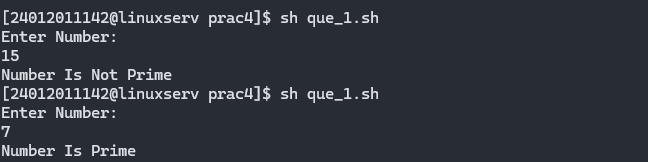 [24012011142@linuxserv prac4]$ sh que_1.sh
Enter Number:
15
Number Is Not Prime
[24012011142@linuxserv prac4]$ sh que_1.sh
Enter Number:
7
Number Is Prime